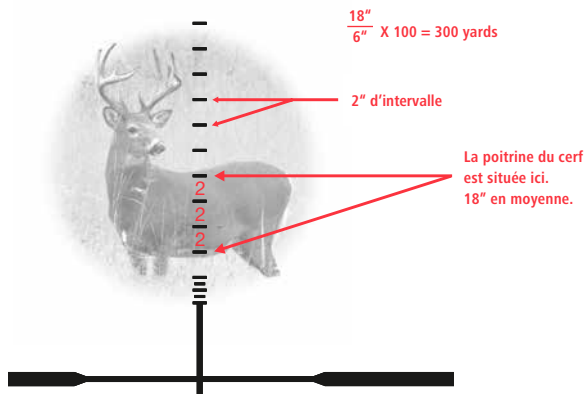 18“
6“
X 100 = 300 yards
2“ d’intervalle
La poitrine du cerf
est située ici.
18“ en moyenne.
2
2
2